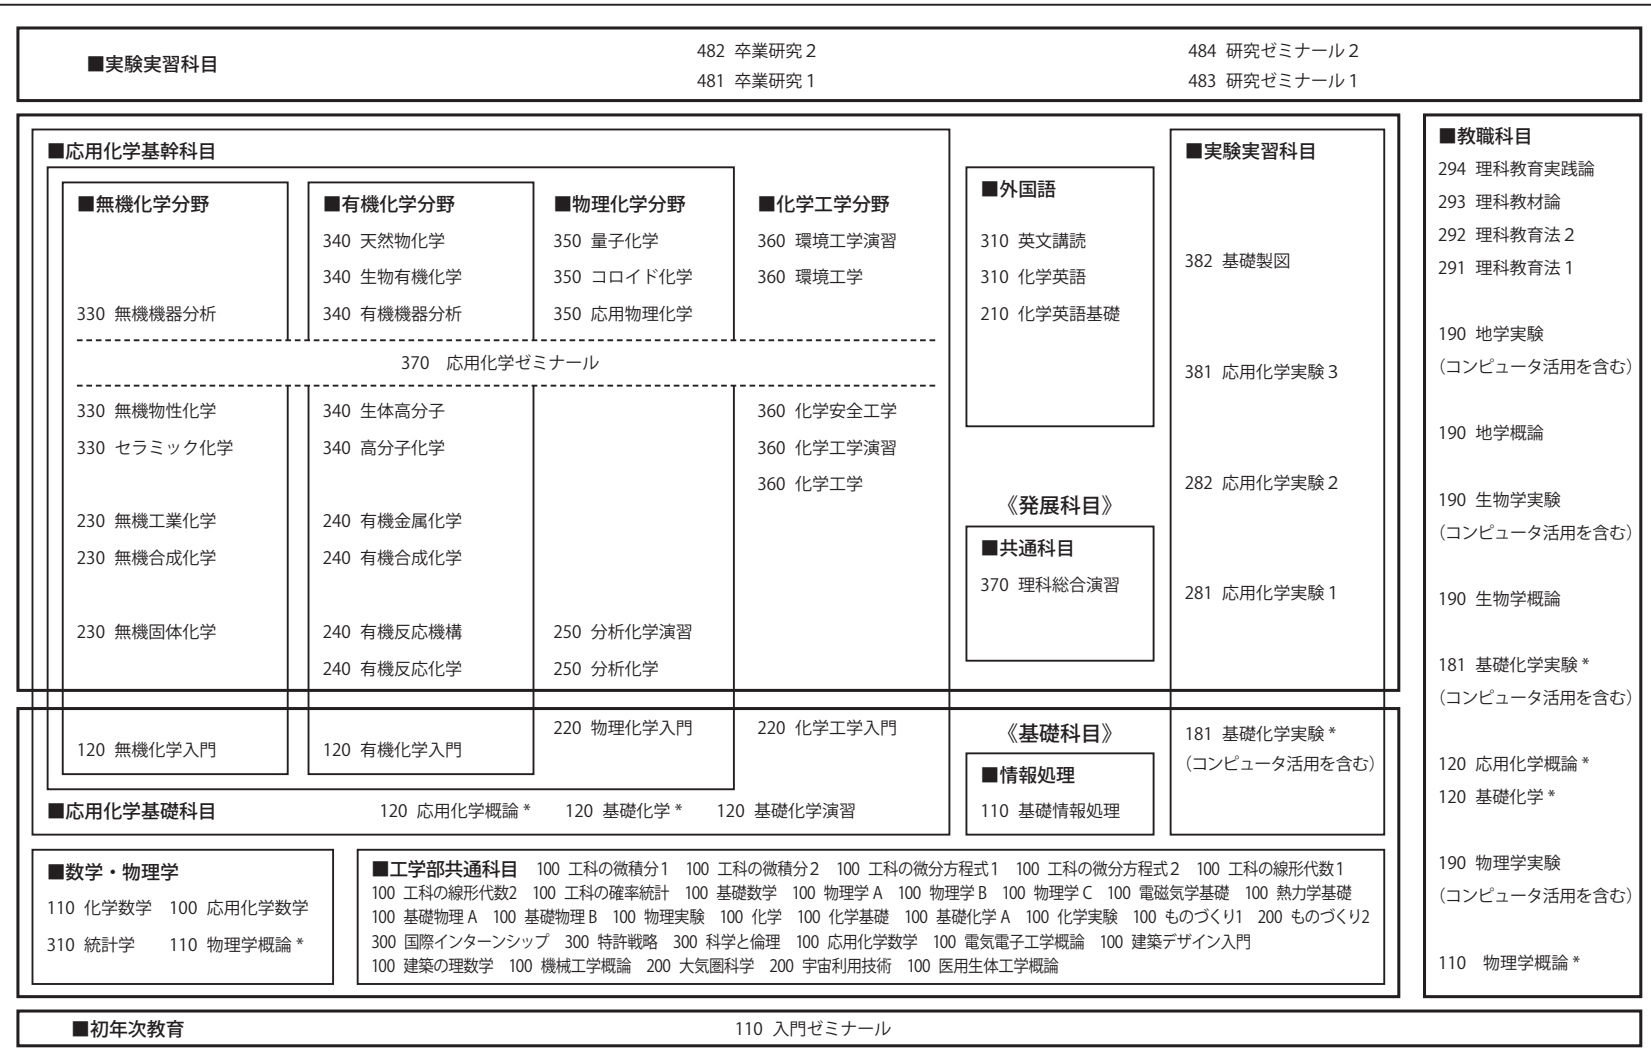 ■実験実習科目
482 卒業研究2
484 研究ゼミナール2
481 卒業研究1
483 研究ゼミナール1
■応用化学基幹科目
■無機化学分野
330 無機機器分析
■有機化学分野
340 天然物化学
340 生物有機化学
340 有機機器分析
■物理化学分野
350 量子化学
350 コロイド化学
350 応用物理化学
■化学工学分野
360 環境工学演習
360 環境工学
370 応用化学ゼミナール
330 無機物性化学
330 セラミック化学
230 無機工業化学
230 無機合成化学
230 無機固体化学
120 無機化学入門
340 生体高分子
340 高分子化学
240 有機金属化学
240 有機合成化学
240 有機反応機構
240 有機反応化学
120 有機化学入門
250 分析化学演習
250 分析化学
220 物理化学入門
360 化学安全工学
360 化学工学演習
360 化学工学
220 化学工学入門
■応用化学基礎科目 120 応用化学概論* 120 基礎化学* 120 基礎化学演習
■外国語
310 英文講読
310 化学英語
210 化学英語基礎
《発展科目》
■共通科目
370 理科総合演習
《基礎科目》
■情報処理
110 基礎情報処理
■実験実習科目
382 基礎製図
381 応用化学実験3
282 応用化学実験2
281 応用化学実験1
181 基礎化学実験*
(コンピュータ活用を含む)
■数学・物理学
110 化学数学 100 応用化学数学
310 統計学 110 物理学概論*
■工学部共通科目 100 工科の微積分1 100 工科の微積分2 100 工科の微分方程式1 100 工科の微分方程式2 100 工科の線形代数1
100 工科の線形代数2 100 工科の確率統計 100 基礎数学 100 物理学A 100 物理学B 100 物理学C 100 電磁気学基礎 100 熱力学基礎
100 基礎物理A 100 基礎物理B 100 物理実験 100 化学 100 化学基礎 100 基礎化学A 100 化学実験 100 ものづくり1 200 ものづくり2
300 国際インターンシップ 300 特許戦略 300 科学と倫理 100 応用化学数学 100 電気電子工学概論 100 建築デザイン入門
100 建築の理数学 100 機械工学概論 200 大気圏科学 200 宇宙利用技術 100 医用生体工学概論
■教職科目
294 理科教育実践論
293 理科教材論
292 理科教育法2
291 理科教育法1
190 地学実験
(コンピュータ活用を含む)
190 地学概論
190 生物学実験
(コンピュータ活用を含む)
190 生物学概論
181 基礎化学実験*
(コンピュータ活用を含む)
120 応用化学概論*
120 基礎化学*
190 物理学実験
(コンピュータ活用を含む)
110 物理学概論*
■初年次教育
110 入門ゼミナール